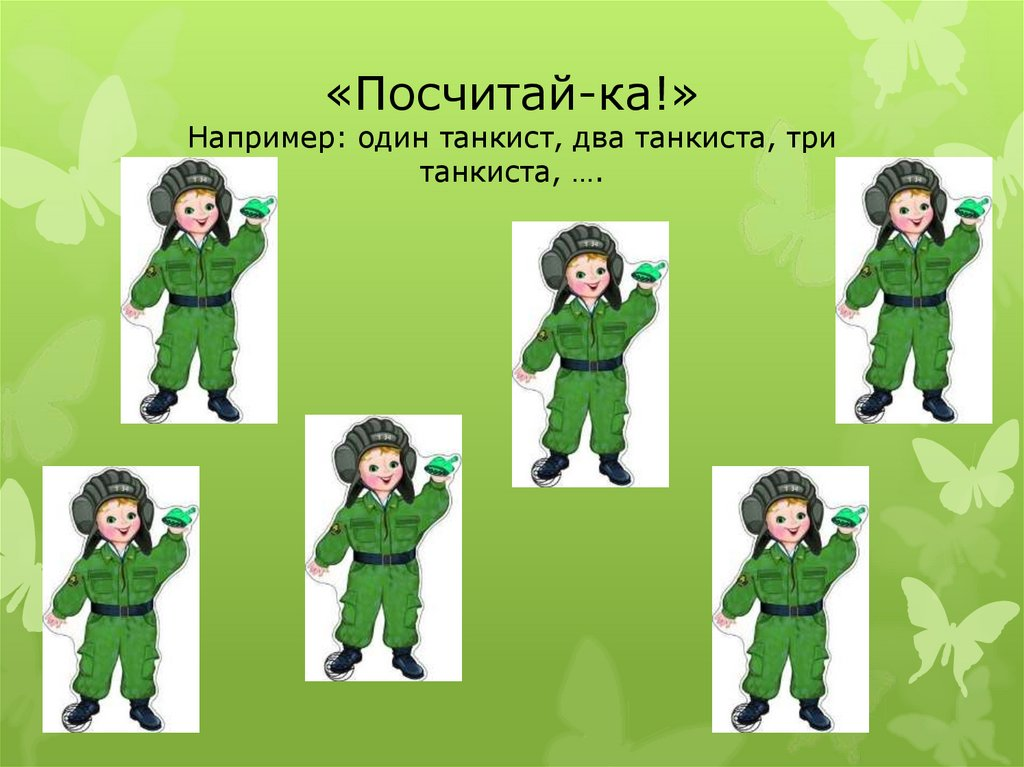 «Посчитай-ка!»
Например: один танкист, два танкиста, три
танкиста, ….